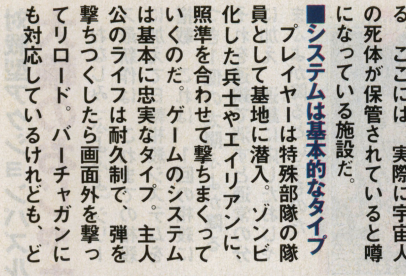 る。ここには、実際に宇宙人
の死体が保管されていると噂
になっている施設だ。
■システムは基本的なタイプ
プレイヤーは特殊部隊の隊
員として基地に潜入。ゾンビ
化した兵士やエイリアンに、
照準を合わせて撃ちまくって
いくのだ。ゲームのシステム
は基本に忠実なタイプ。主人
公のライフは耐久制で、弾を
撃ちつくしたら画面外を撃っ
てリロード。バーチャガンに
も対応しているけれども、ど